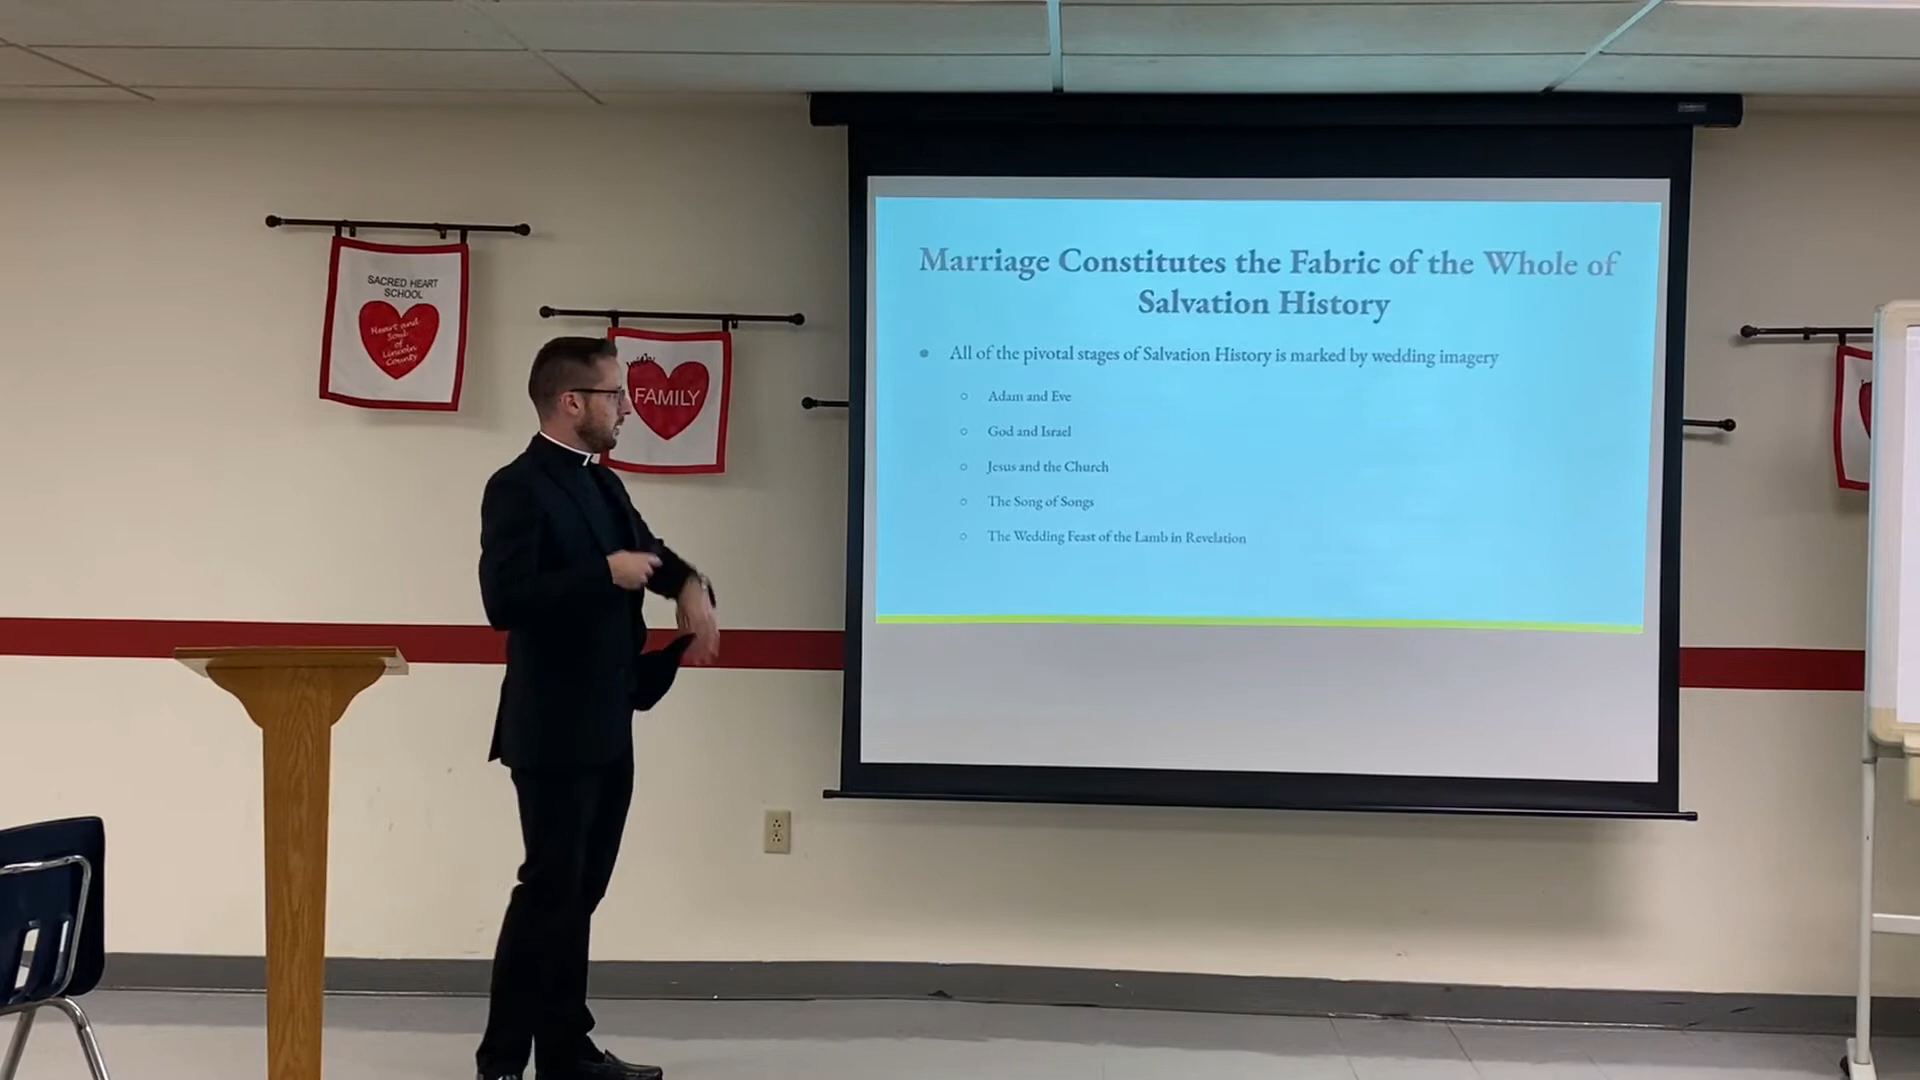 SACRED HEART
SCHOOL
Heart and
Soul
of
Lincoln
County
FAMILY
Marriage Constitutes the Fabric of the Whole of
Salvation History
All of the pivotal stages of Salvation History is marked by wedding imagery
Adam and Eve
God and Israel
Jesus and the Church
The Song of Songs
The Wedding Feast of the Lamb in Revelation